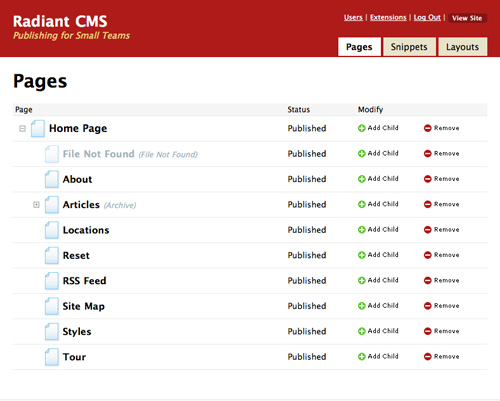 Radiant CMS
Publishing for Small Teams
Users | Extensions | Log Out | View Site
Pages Snippets Layouts
Pages
Page Status Modify
Home Page Published Add Child Remove
File Not Found (File Not Found) Published Add Child Remove
About Published Add Child Remove
Articles (Archive) Published Add Child Remove
Locations Published Add Child Remove
Reset Published Add Child Remove
RSS Feed Published Add Child Remove
Site Map Published Add Child Remove
Styles Published Add Child Remove
Tour Published Add Child Remove